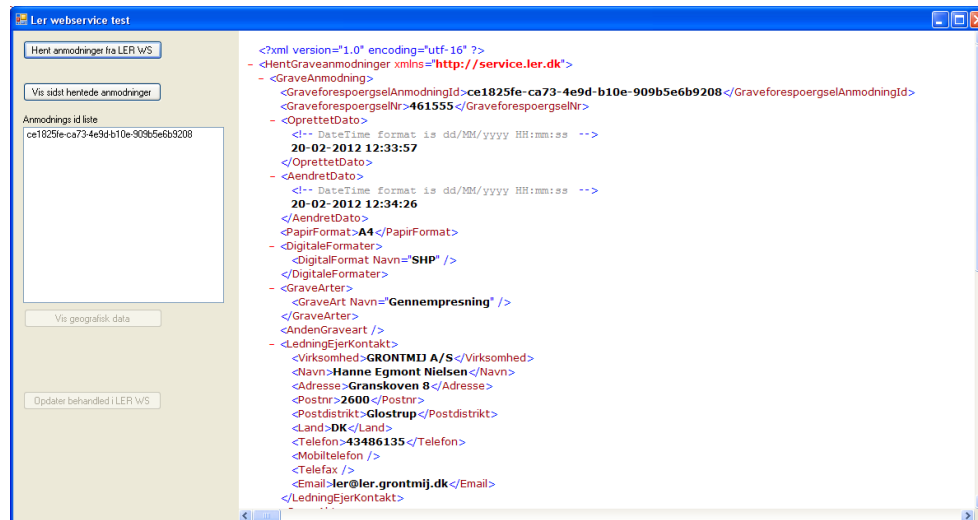 Ler webservice test
Hent anmodninger fra LER WS
Vis sidst hentede anmodninger
Anmodnings id liste
ce1825fe-ca73-4e9d-b10e-909b5e6b9208
Vis geografisk data
Opdater behandled i LER WS
<?xml version="1.0" encoding="utf-16" ?>
- <HentGraveanmodninger xmlns="http://service.ler.dk">
- <GraveAnmodning>
<GraveforespoergselAnmodningId>ce1825fe-ca73-4e9d-b10e-909b5e6b9208</GraveforespoergselAnmodningId>
<GraveforespoergselNr>461555</GraveforespoergselNr>
- <OprettetDato>
<!-- DateTime format is dd/MM/yyyy HH:mm:ss -->
20-02-2012 12:33:57
</OprettetDato>
- <AendretDato>
<!-- DateTime format is dd/MM/yyyy HH:mm:ss -->
20-02-2012 12:34:26
</AendretDato>
<PapirFormat>A4</PapirFormat>
- <DigitaleFormater>
<DigitalFormat Navn="SHP" />
</DigitaleFormater>
- <GraveArter>
<GraveArt Navn="Gennempresning" />
</GraveArter>
<AndenGraveart />
- <LedningEjerKontakt>
<Virksomhed>GRONTMIJ A/S</Virksomhed>
<Navn>Hanne Egmont Nielsen</Navn>
<Adresse>Granskoven 8</Adresse>
<Postnr>2600</Postnr>
<Postdistrikt>Glostrup</Postdistrikt>
<Land>DK</Land>
<Telefon>43486135</Telefon>
<Mobiltelefon />
<Telefax />
<Email>ler@ler.grontmij.dk</Email>
</LedningEjerKontakt>